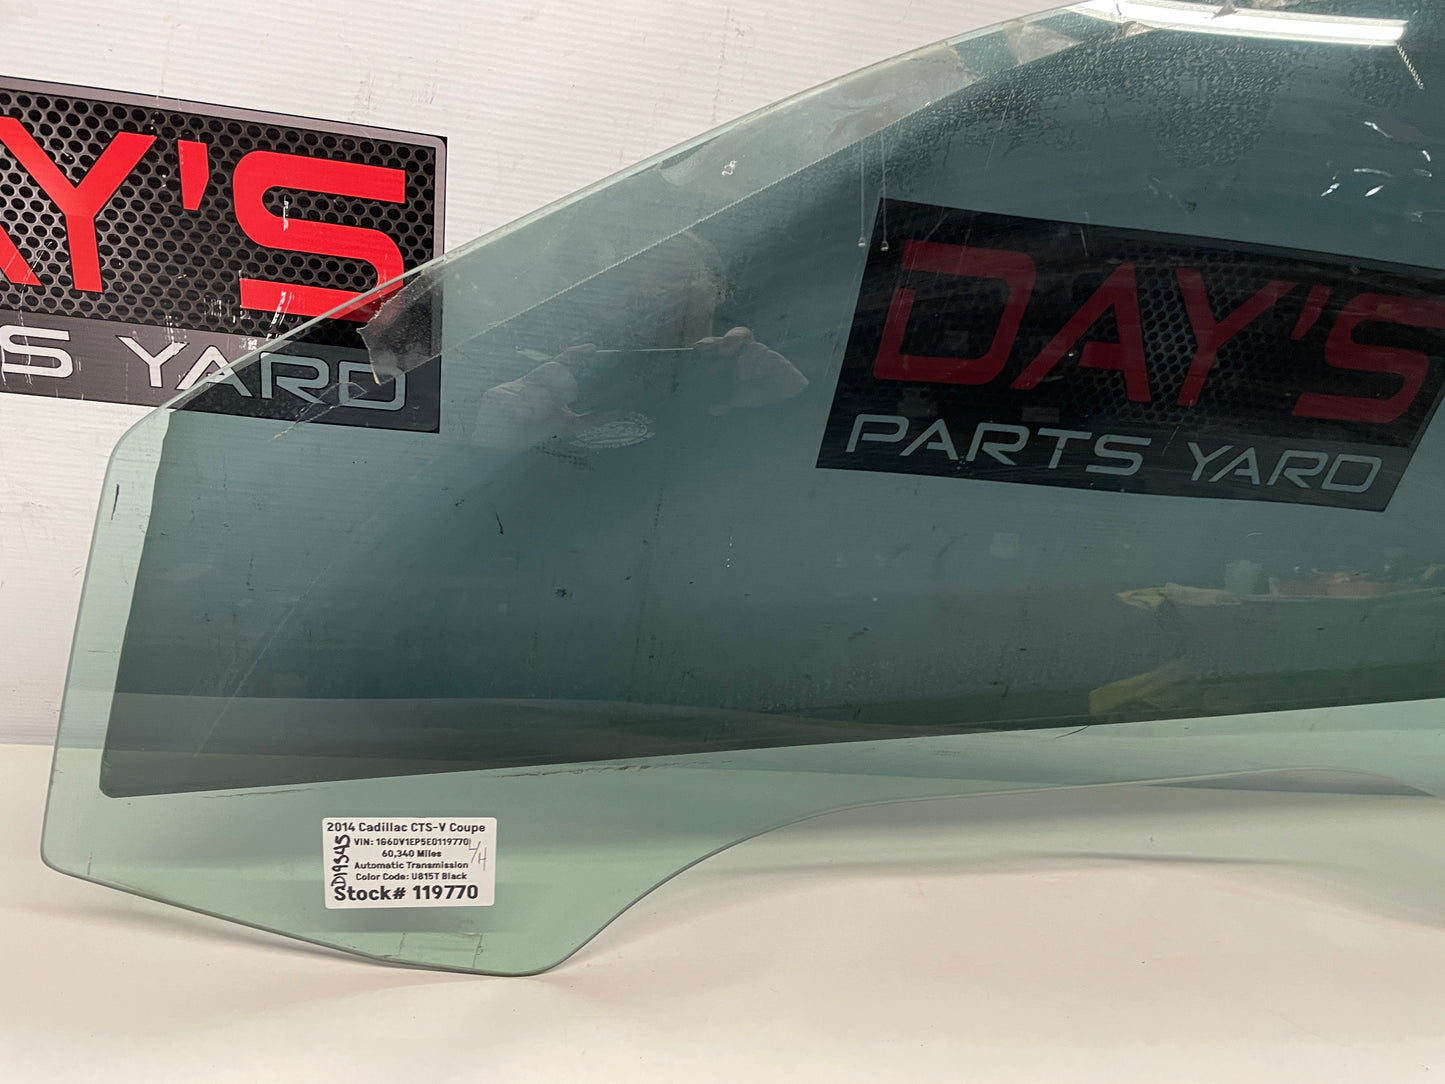 AY'S
S YARD
DAY'S
PARTS YARD
2014 Cadillac CTS-V Coupe
VIN: 1G6DV1EP5E0119770
60,340 Miles
Automatic Transmission
Color Code: U815T Black
Stock# 119770
L/H